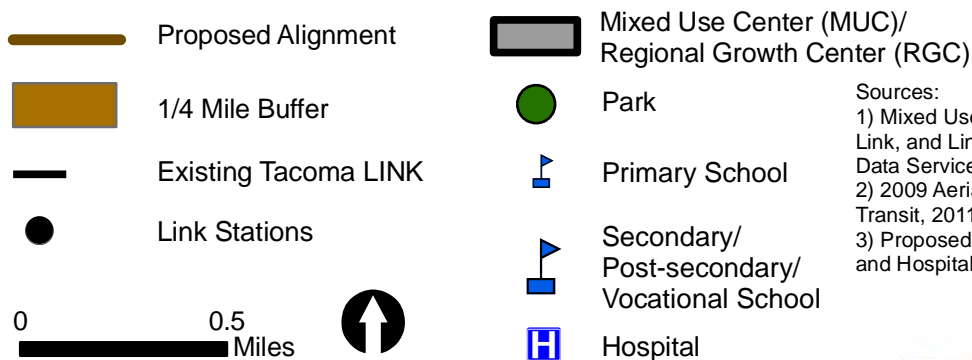 Proposed Alignment
1/4 Mile Buffer
Existing Tacoma LINK
Link Stations
0 0.5
Miles
Mixed Use Center (MUC)/
Regional Growth Center (RGC)
Park
Primary School
Secondary/
Post-secondary/
Vocational School
H
Hospital
Sources:
1) Mixed Use
Link, and Lin
Data Service
2) 2009 Aeria
Transit, 2011
3) Proposed
and Hospital